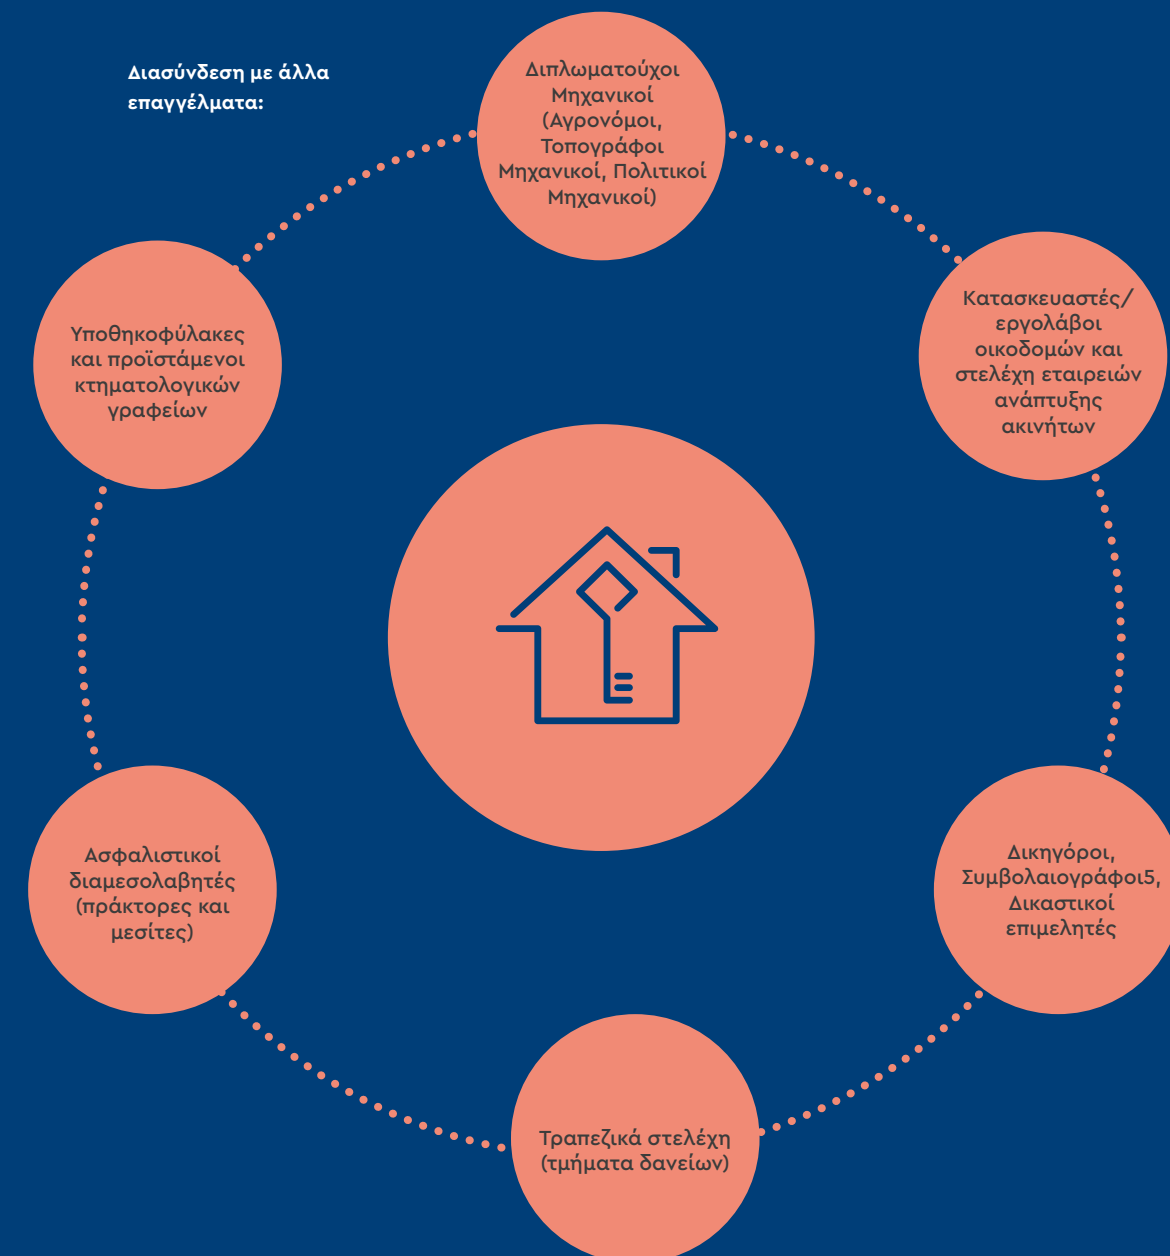 Διασύνδεση με άλλα
επαγγέλματα:
Διπλωματούχοι
Μηχανικοί
(Αγρονόμοι,
Τοπογράφοι
Μηχανικοί, Πολιτικοί
Μηχανικοί)
Κατασκευαστές/
εργολάβοι
οικοδομών και
στελέχη εταιρειών
ανάπτυξης
ακινήτων
Δικηγόροι,
Συμβολαιογράφοι5,
Δικαστικοί
επιμελητές
Τραπεζικά στελέχη
(τμήματα δανείων)
Ασφαλιστικοί
διαμεσολαβητές
(πράκτορες και
μεσίτες)
Υποθηκοφύλακες
και προϊστάμενοι
κτηματολογικών
γραφείων